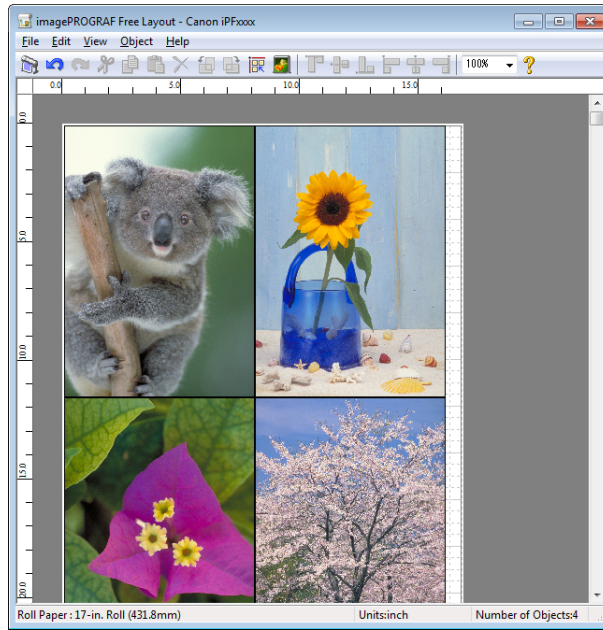 imagePROGRAF Free Layout - Canon iPFxxxx
File Edit View Object Help
100%
0.0 5.0 10.0 15.0
0.0
5.0
10.0
15.0
20.0
Roll Paper : 17-in. Roll (431.8mm) Units:inch Number of Objects:4